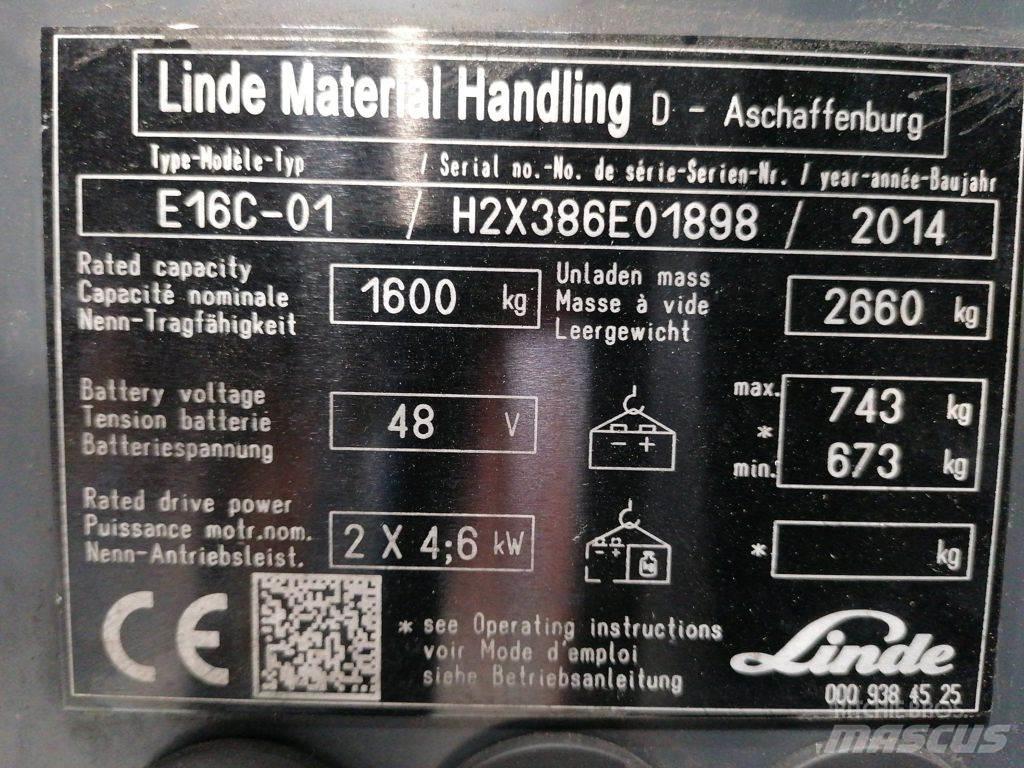 Linde Material Handling D - Aschaffenburg
Type-Modèle-Typ / Serial no.-No. de série-Serien-Nr. / year-année-Baujahr
E16C-01 / H2X386E01898 / 2014
Rated capacity
Capacité nominale
Nenn-Tragfähigkeit
1600 kg
Unladen mass
Masse à vide
Leergewicht
2660 kg
Battery voltage
Tension batterie
Batteriespannung
48 V
- +
max. 743 kg
*
min. 673 kg
Rated drive power
Puissance motr.nom.
Nenn-Antriebsleist.
2 X 4;6 kW
- +
* kg
CE
* see Operating instructions
voir Mode d'emploi
siehe Betriebsanleitung
Linde
000 938 45 25
MASCUS